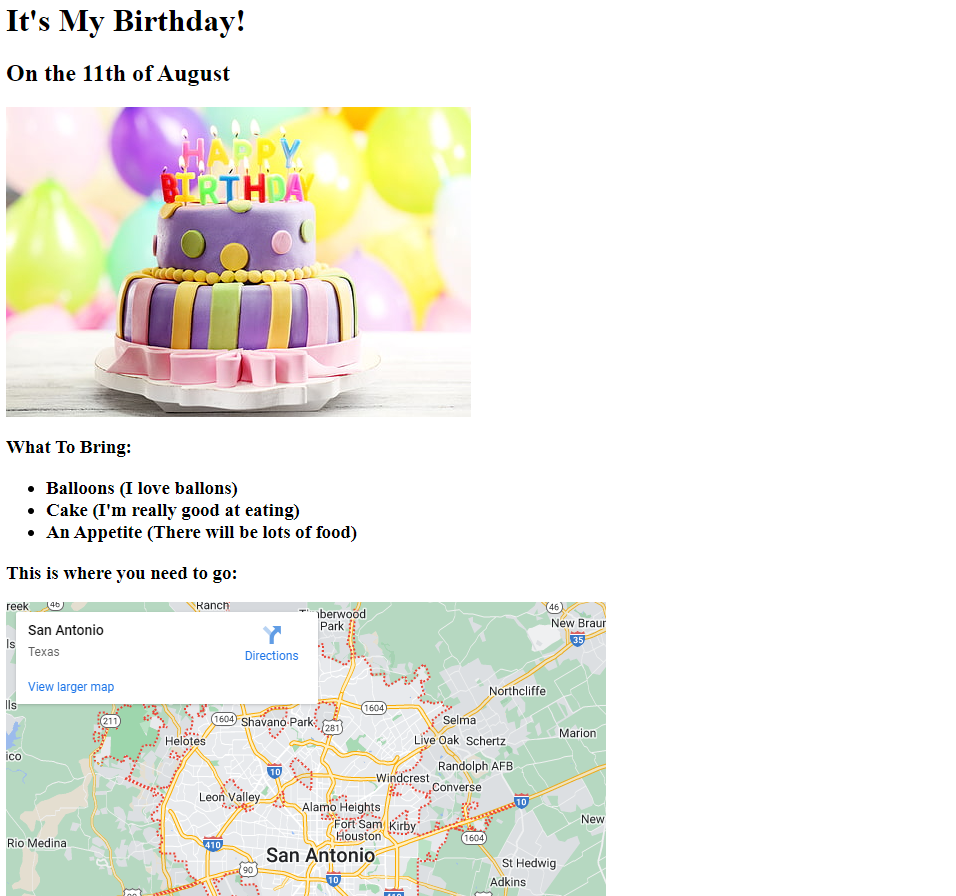 It's My Birthday!
On the 11th of August
HAPPY
BIRTHDAY
What To Bring:
Balloons (I love ballons)
Cake (I'm really good at eating)
An Appetite (There will be lots of food)
This is where you need to go:
reek
46
Ranch
Park
46
New Braun
35
San Antonio
Texas
Directions
View larger map
Northcliffe
211
1604
Shavano Park
281
1604
Selma
Marion
Helotes
Live Oak
Schertz
ico
10
Windcrest
Randolph AFB
Converse
Leon Valley
Alamo Heights
10
New
Fort Sam
Houston
Kirby
1604
Rio Medina
410
San Antonio
St Hedwig
90
10
Adkins